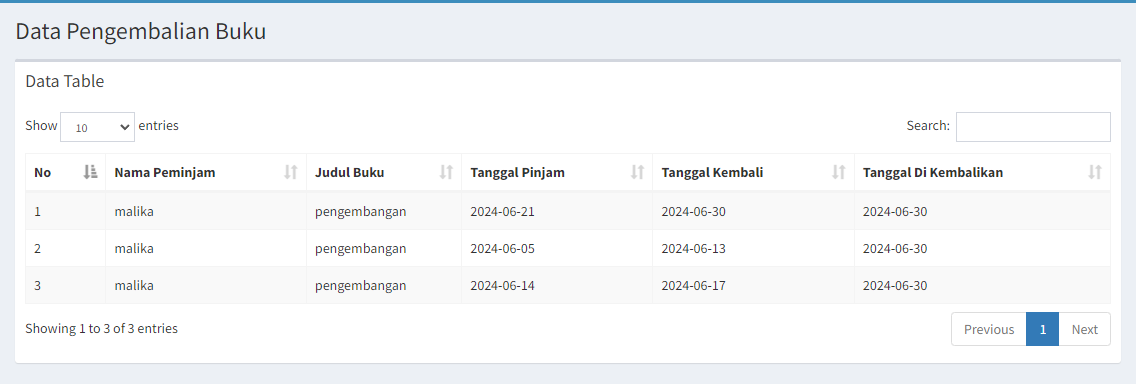 Data Pengembalian Buku
Data Table
Show 10 entries Search:
No Nama Peminjam Judul Buku Tanggal Pinjam Tanggal Kembali Tanggal Di Kembalikan
1 malika pengembangan 2024-06-21 2024-06-30 2024-06-30
2 malika pengembangan 2024-06-05 2024-06-13 2024-06-30
3 malika pengembangan 2024-06-14 2024-06-17 2024-06-30
Showing 1 to 3 of 3 entries Previous 1 Next